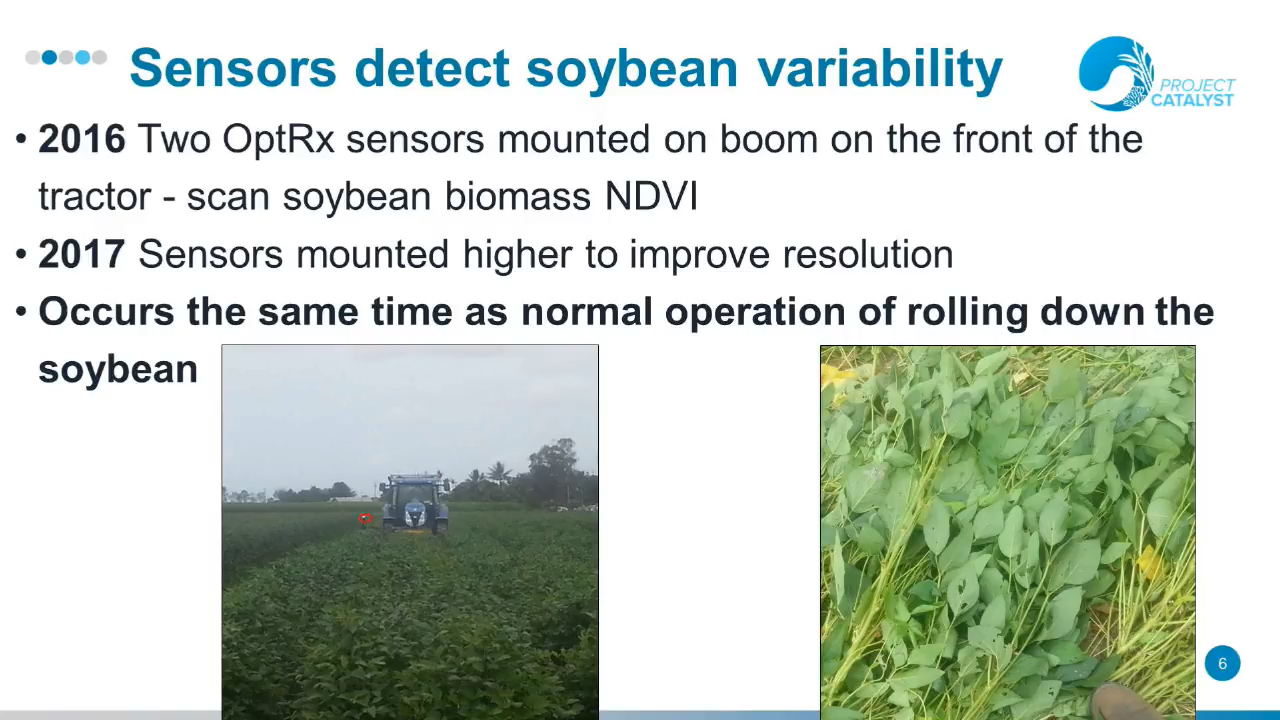 Sensors detect soybean variability
PROJECT
CATALYST
• 2016 Two OptRx sensors mounted on boom on the front of the
tractor - scan soybean biomass NDVI
• 2017 Sensors mounted higher to improve resolution
• Occurs the same time as normal operation of rolling down the
soybean
6